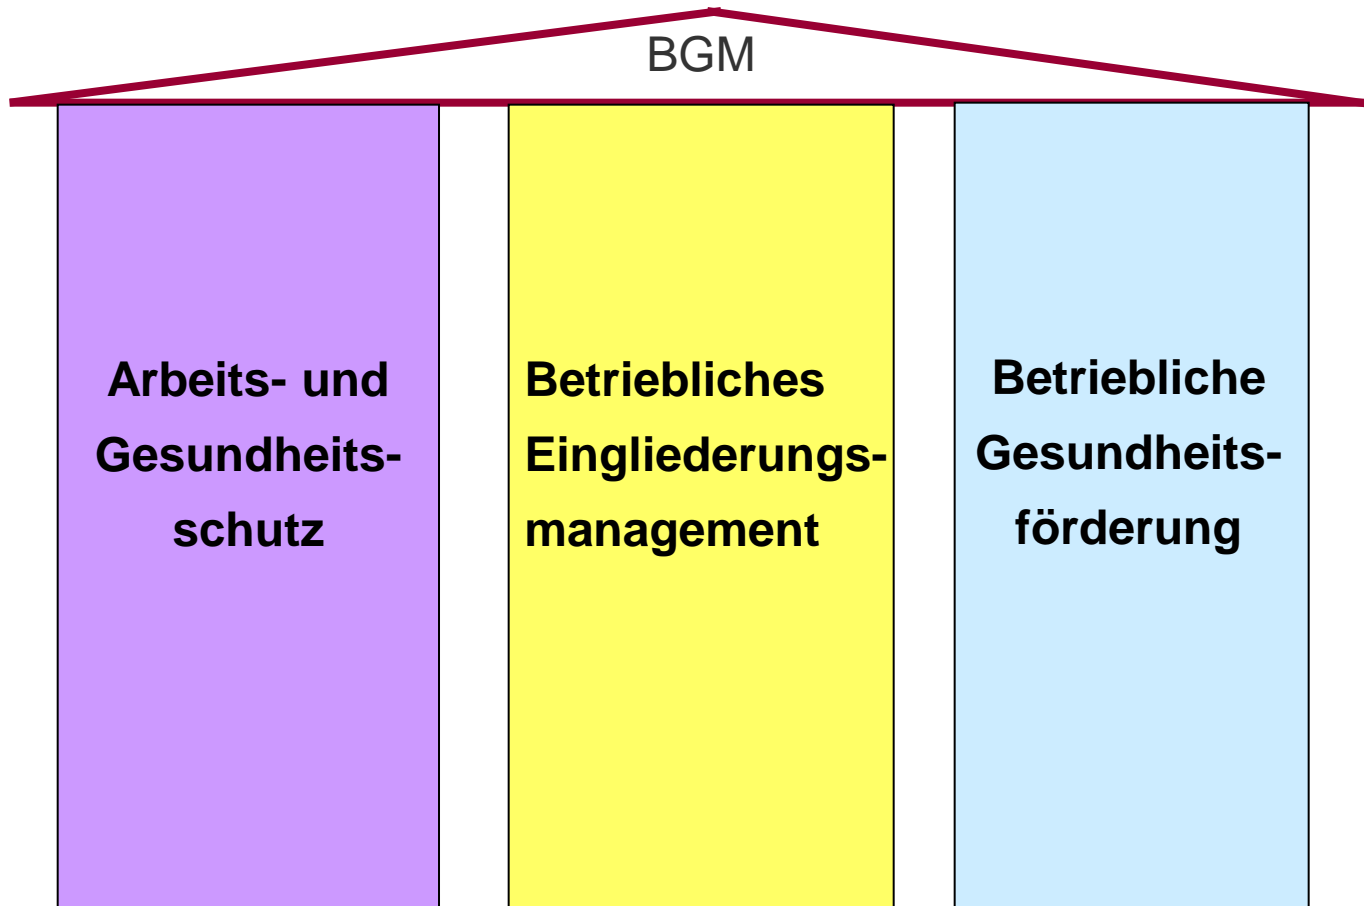 BGM
Arbeits- und
Gesundheits-
schutz
Betriebliches
Eingliederungs-
management
Betriebliche
Gesundheits-
förderung